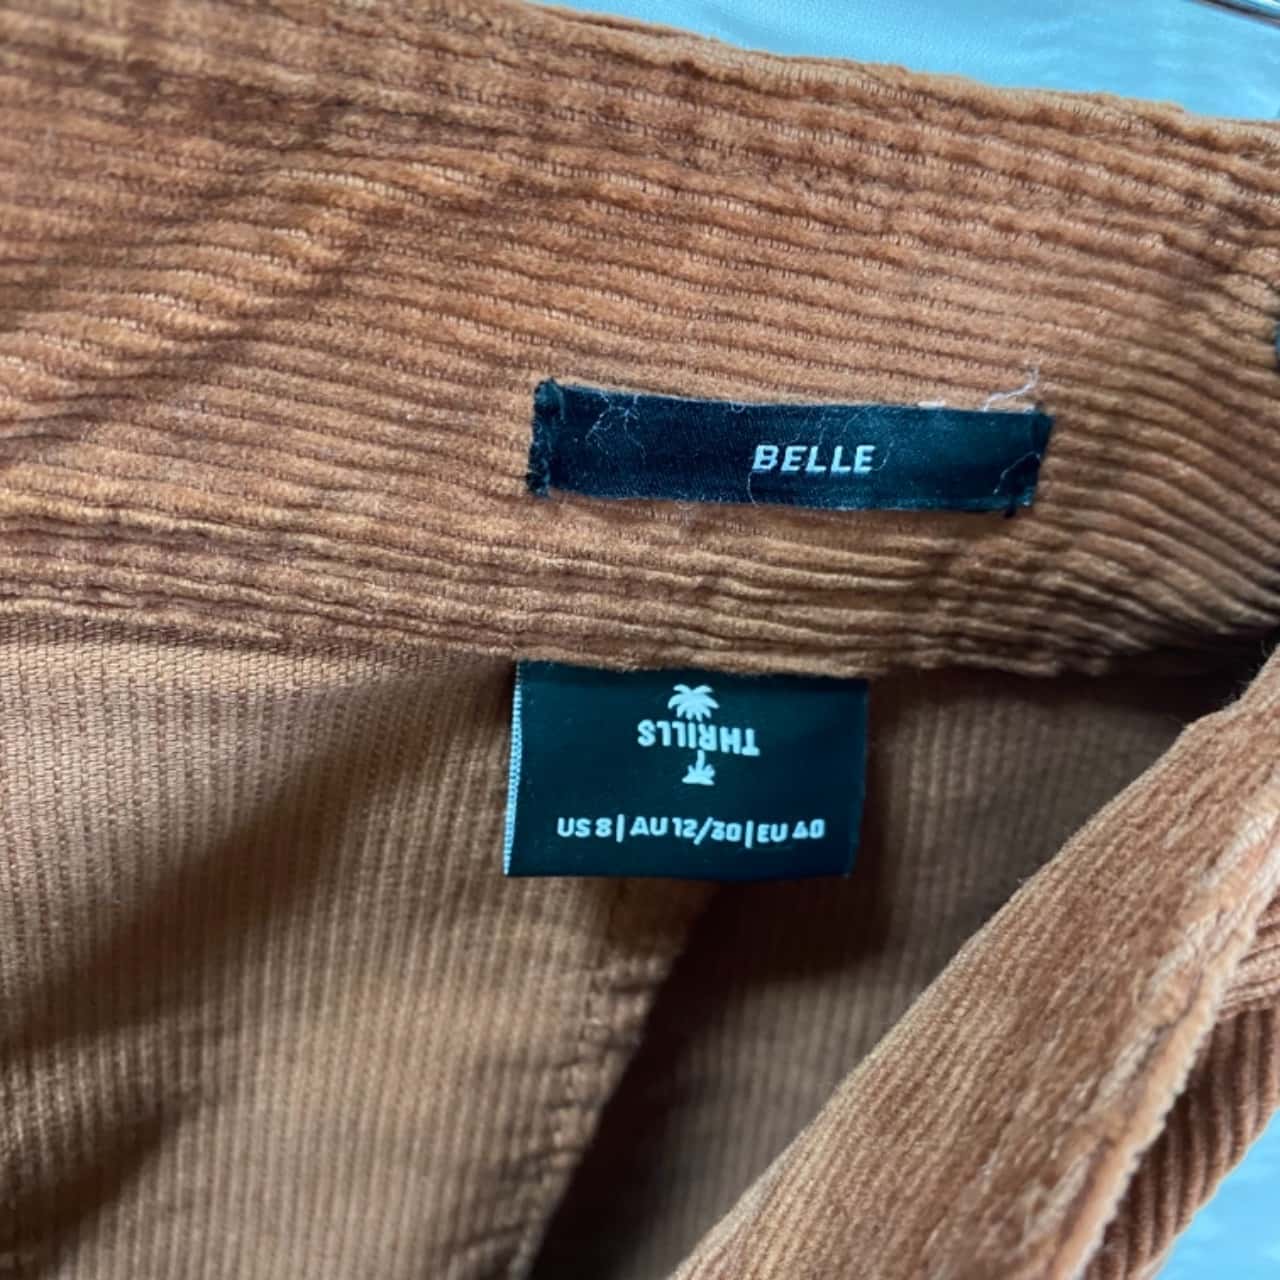 BELLE
THRILLS
US 8 | AU 12/30 | EU 40